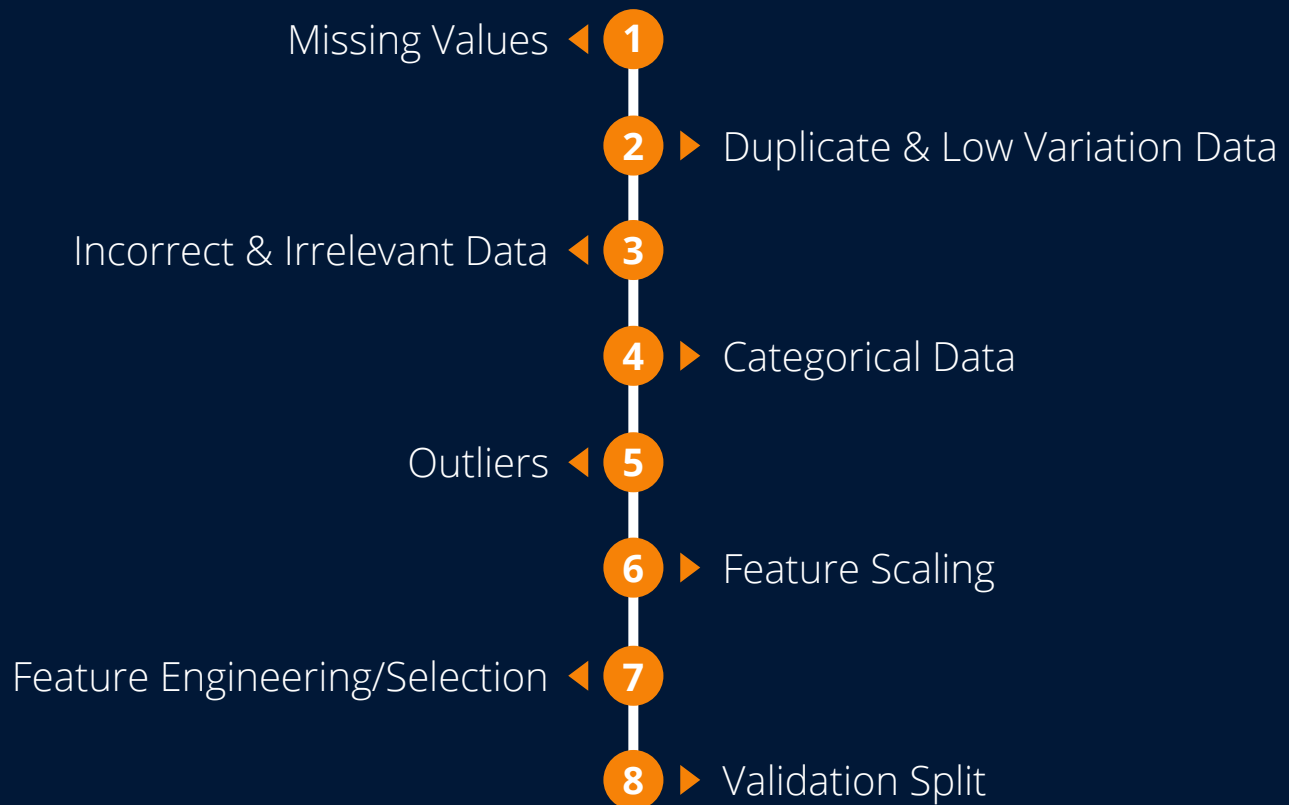 Missing Values
1
2
Duplicate & Low Variation Data
Incorrect & Irrelevant Data
3
4
Categorical Data
Outliers
5
6
Feature Scaling
Feature Engineering/Selection
7
8
Validation Split